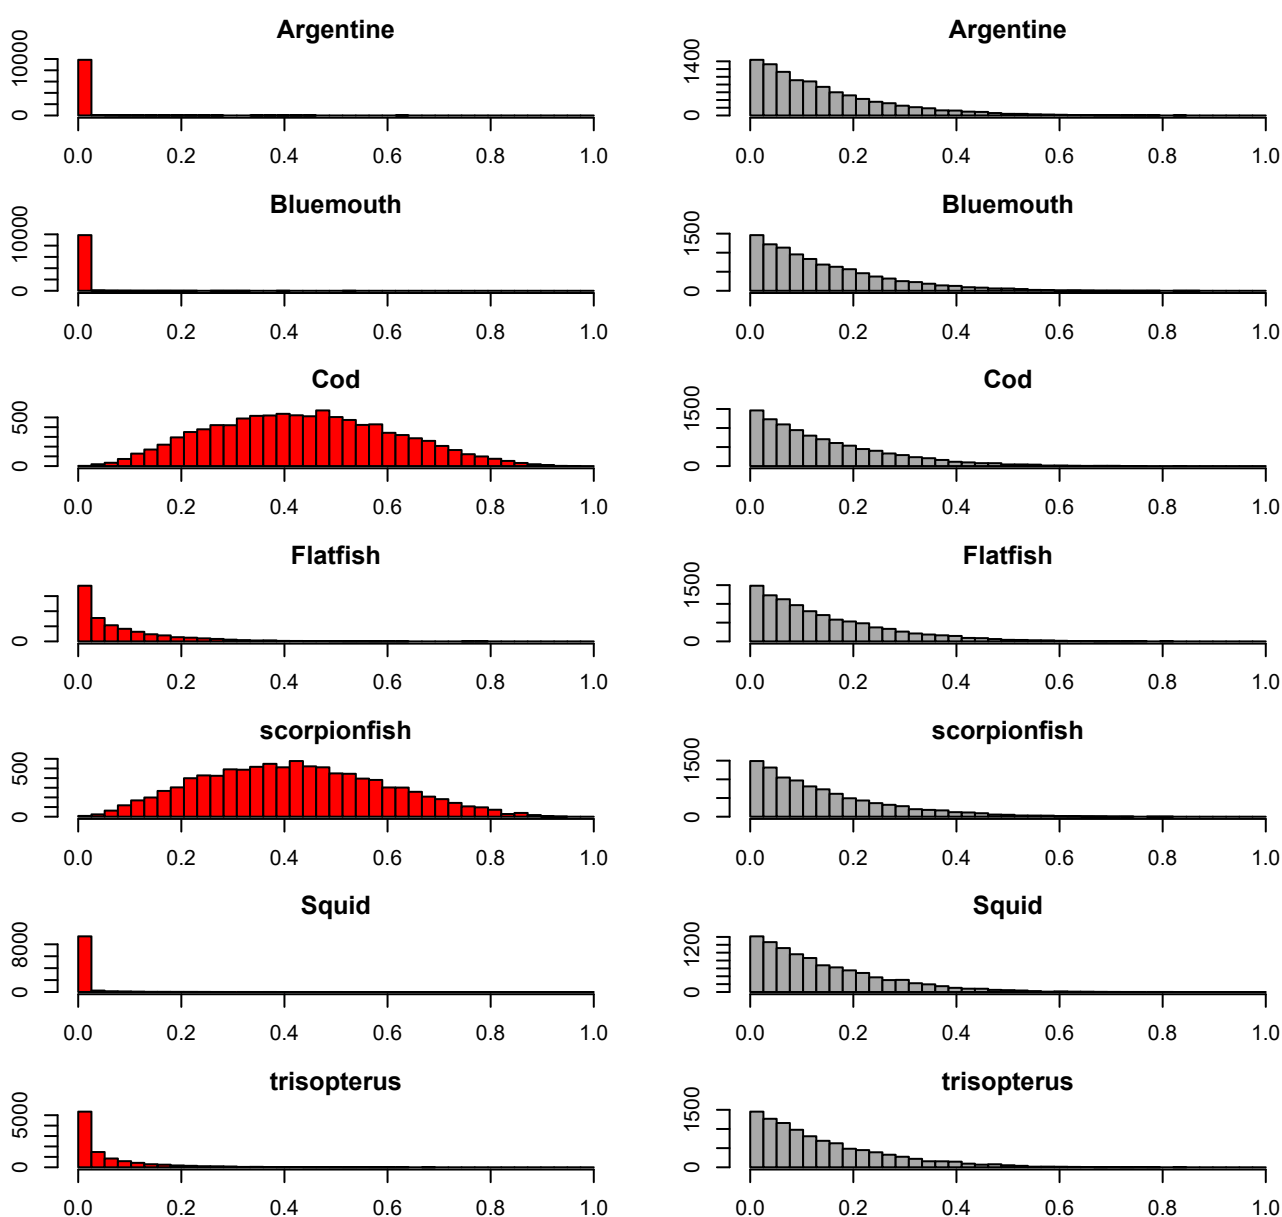 Argentine Argentine
0 10000 0 1400
0.0 0.2 0.4 0.6 0.8 1.0 0.0 0.2 0.4 0.6 0.8 1.0
Bluemouth Bluemouth
0 10000 0 1500
0.0 0.2 0.4 0.6 0.8 1.0 0.0 0.2 0.4 0.6 0.8 1.0
Cod Cod
0 500 0 1500
0.0 0.2 0.4 0.6 0.8 1.0 0.0 0.2 0.4 0.6 0.8 1.0
Flatfish Flatfish
0 0 1500
0.0 0.2 0.4 0.6 0.8 1.0 0.0 0.2 0.4 0.6 0.8 1.0
scorpionfish scorpionfish
0 500 0 1500
0.0 0.2 0.4 0.6 0.8 1.0 0.0 0.2 0.4 0.6 0.8 1.0
Squid Squid
0 8000 0 1200
0.0 0.2 0.4 0.6 0.8 1.0 0.0 0.2 0.4 0.6 0.8 1.0
trisopterus trisopterus
0 5000 0 1500
0.0 0.2 0.4 0.6 0.8 1.0 0.0 0.2 0.4 0.6 0.8 1.0